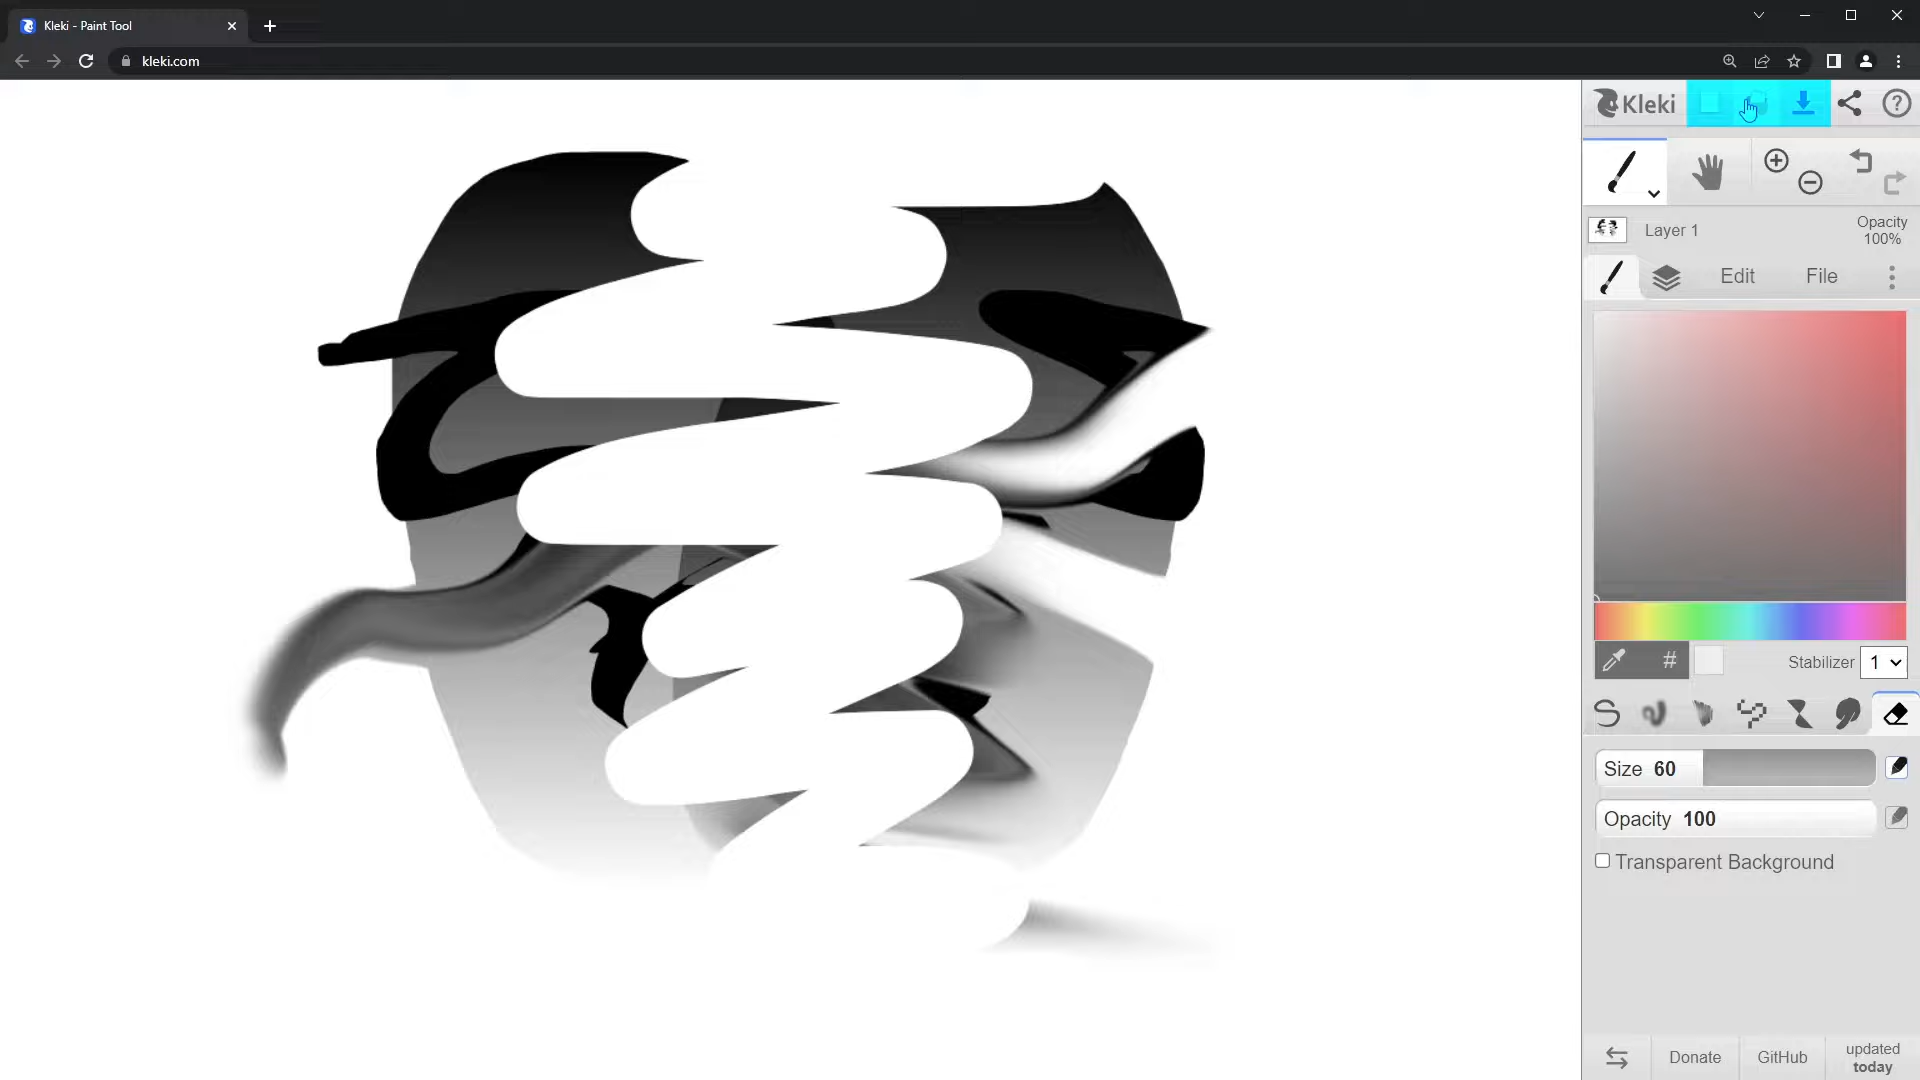 Kleki - Paint Tool
kleki.com
Kleki
Layer 1
Opacity
100%
Edit
File
#
Stabilizer
1
Size 60
Opacity 100
Transparent Background
Donate
GitHub
updated
today